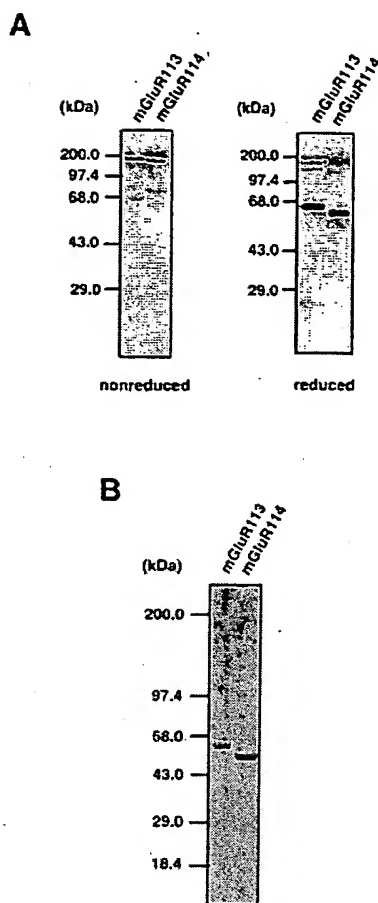 A
mGluR113
mGluR114
(kDa)
200.0
97.4
68.0
43.0
29.0
nonreduced
mGluR113
mGluR114
(kDa)
200.0
97.4
68.0
43.0
29.0
reduced
B
mGluR113
mGluR114
(kDa)
200.0
97.4
68.0
43.0
29.0
18.4